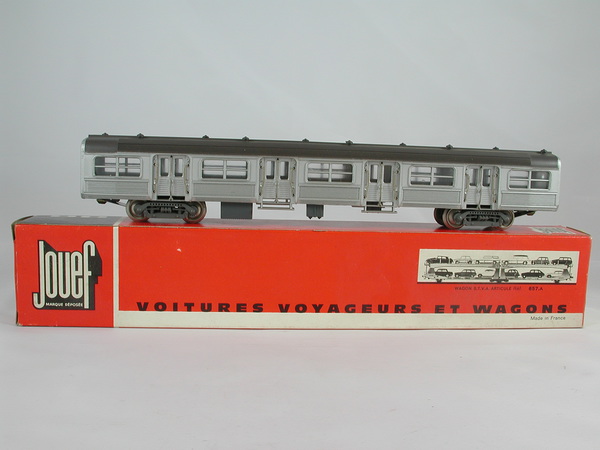 Jouef
MARQUE DÉPOSÉE
VOITURES VOYAGEURS ET WAGONS
Made in France